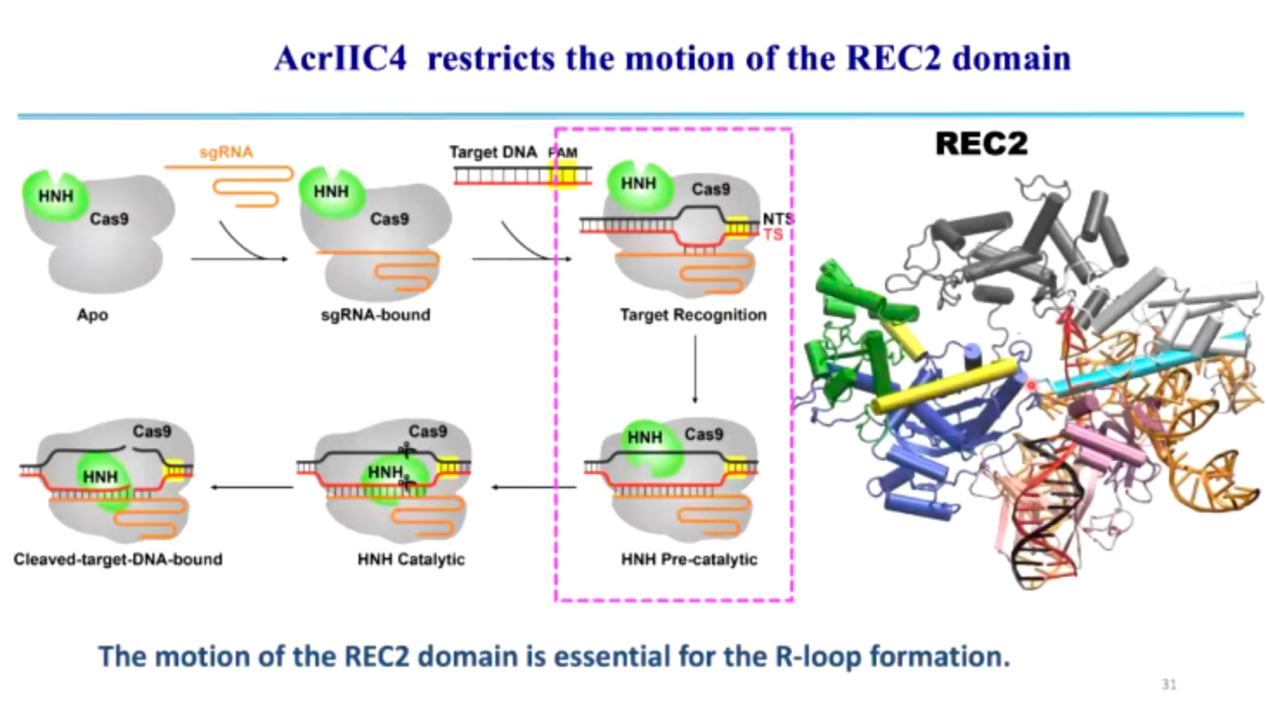 AcrIIC4 restricts the motion of the REC2 domain
sgRNA
Target DNA PAM
REC2
HNH
Cas9
HNH
Cas9
HNH
Cas9
NTS
TS
Apo
sgRNA-bound
Target Recognition
Cas9
HNH
Cas9
HNH
HNH
Cas9
Cleaved-target-DNA-bound
HNH Catalytic
HNH Pre-catalytic
The motion of the REC2 domain is essential for the R-loop formation.
31